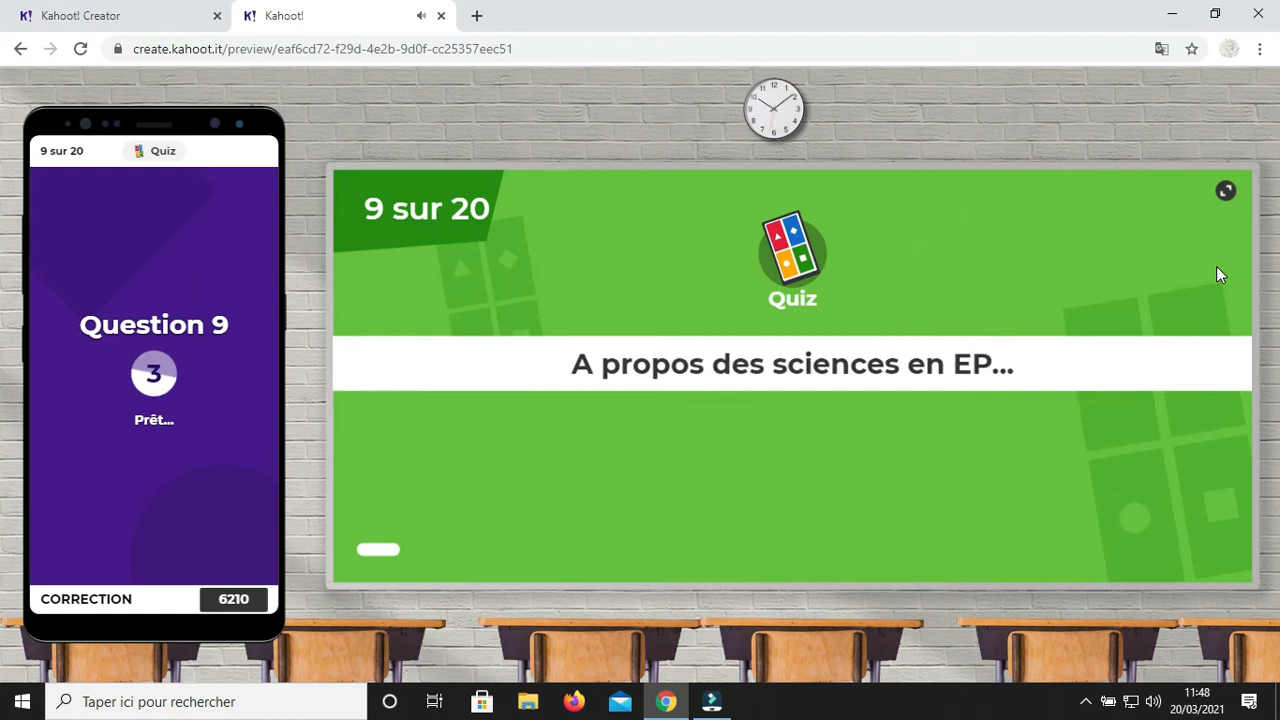 Kahoot! Creator
Kahoot!
create.kahoot.it/preview/eaf6cd72-f29d-4e2b-9d0f-cc25357eec51
9 sur 20
Quiz
Question 9
3
Prêt...
CORRECTION
6210
9 sur 20
Quiz
A propos des sciences en EP...
Taper ici pour rechercher
11:48
20/03/2021